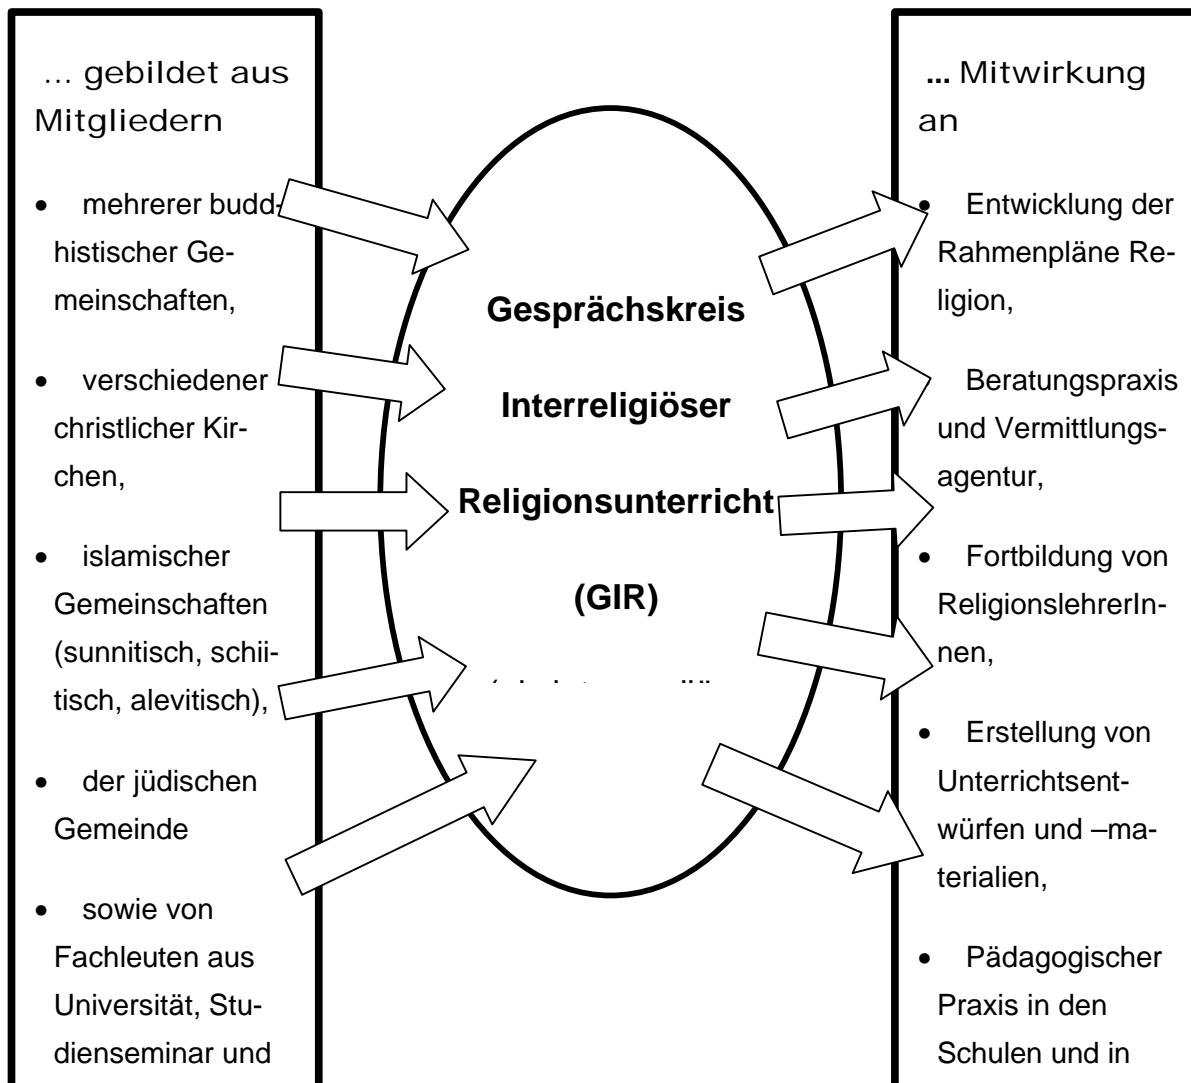 ... gebildet aus
Mitgliedern
• mehrerer budd-
histischer Ge-
meinschaften,
• verschiedener
christlicher Kir-
chen,
• islamischer
Gemeinschaften
(sunnitisch, schii-
tisch, alevitisch),
• der jüdischen
Gemeinde
• sowie von
Fachleuten aus
Universität, Stu-
dienseminar und
Gesprächskreis
Interreligiöser
Religionsunterricht
(GIR)
... Mitwirkung
an
• Entwicklung der
Rahmenpläne Re-
ligion,
• Beratungspraxis
und Vermittlungs-
agentur,
• Fortbildung von
ReligionslehrerIn-
nen,
• Erstellung von
Unterrichtsent-
würfen und –ma-
terialien,
• Pädagogischer
Praxis in den
Schulen und in